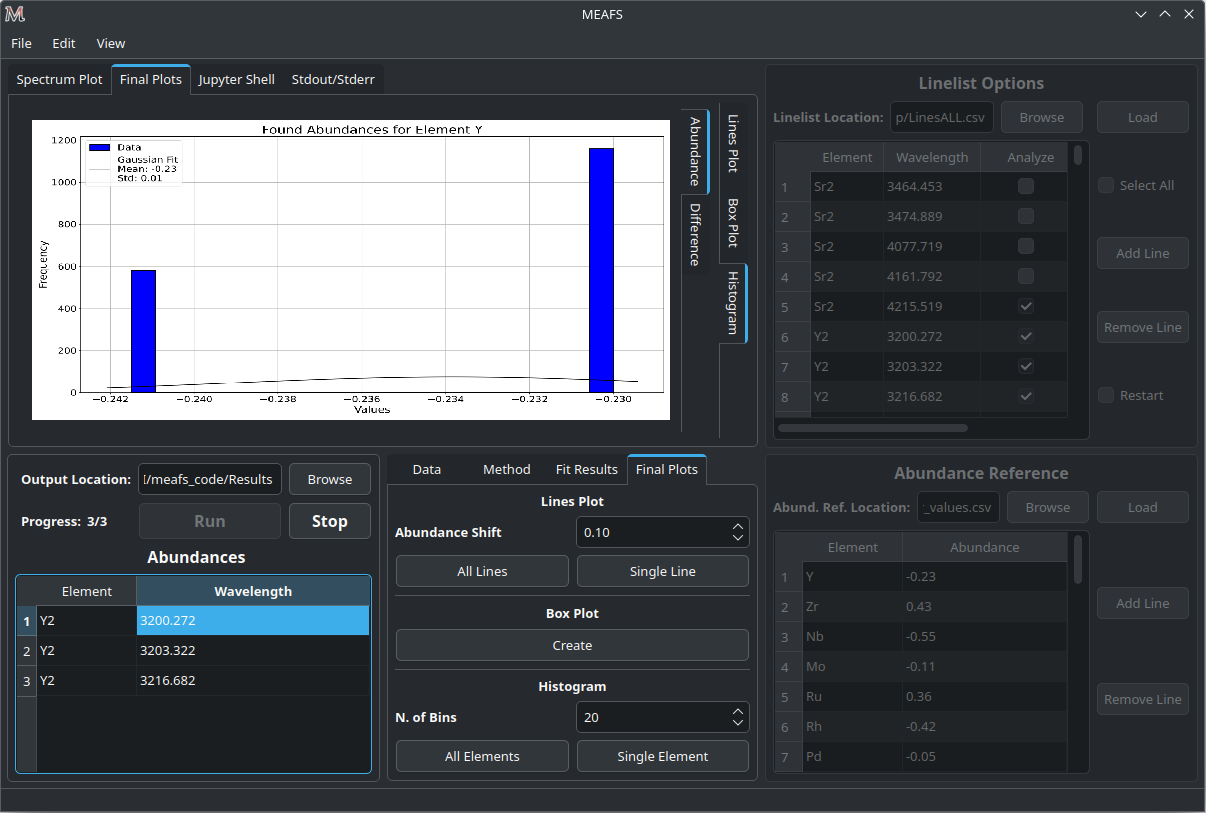 MEAFS
File Edit View
Spectrum Plot Final Plots Jupyter Shell Stdout/Stderr
Found Abundances for Element Y
Data
Gaussian Fit
Mean: -0.23
Std: 0.01
Frequency
1200
1000
800
600
400
200
0
−0.242 −0.240 −0.238 −0.236 −0.234 −0.232 −0.230
Values
Abundance
Difference
Lines Plot
Box Plot
Histogram
Linelist Options
Linelist Location: p/LinesALL.csv Browse Load
Element Wavelength Analyze
1 Sr2 3464.453
2 Sr2 3474.889
3 Sr2 4077.719
4 Sr2 4161.792
5 Sr2 4215.519
6 Y2 3200.272
7 Y2 3203.322
8 Y2 3216.682
Select All
Add Line
Remove Line
Restart
Output Location: /meafs_code/Results Browse
Progress: 3/3 Run Stop
Abundances
Element Wavelength
1 Y2 3200.272
2 Y2 3203.322
3 Y2 3216.682
Data Method Fit Results Final Plots
Lines Plot
Abundance Shift 0.10
All Lines Single Line
Box Plot
Create
Histogram
N. of Bins 20
All Elements Single Element
Abundance Reference
Abund. Ref. Location: _values.csv Browse Load
Element Abundance
1 Y -0.23
2 Zr 0.43
3 Nb -0.55
4 Mo -0.11
5 Ru 0.36
6 Rh -0.42
7 Pd -0.05
Add Line
Remove Line